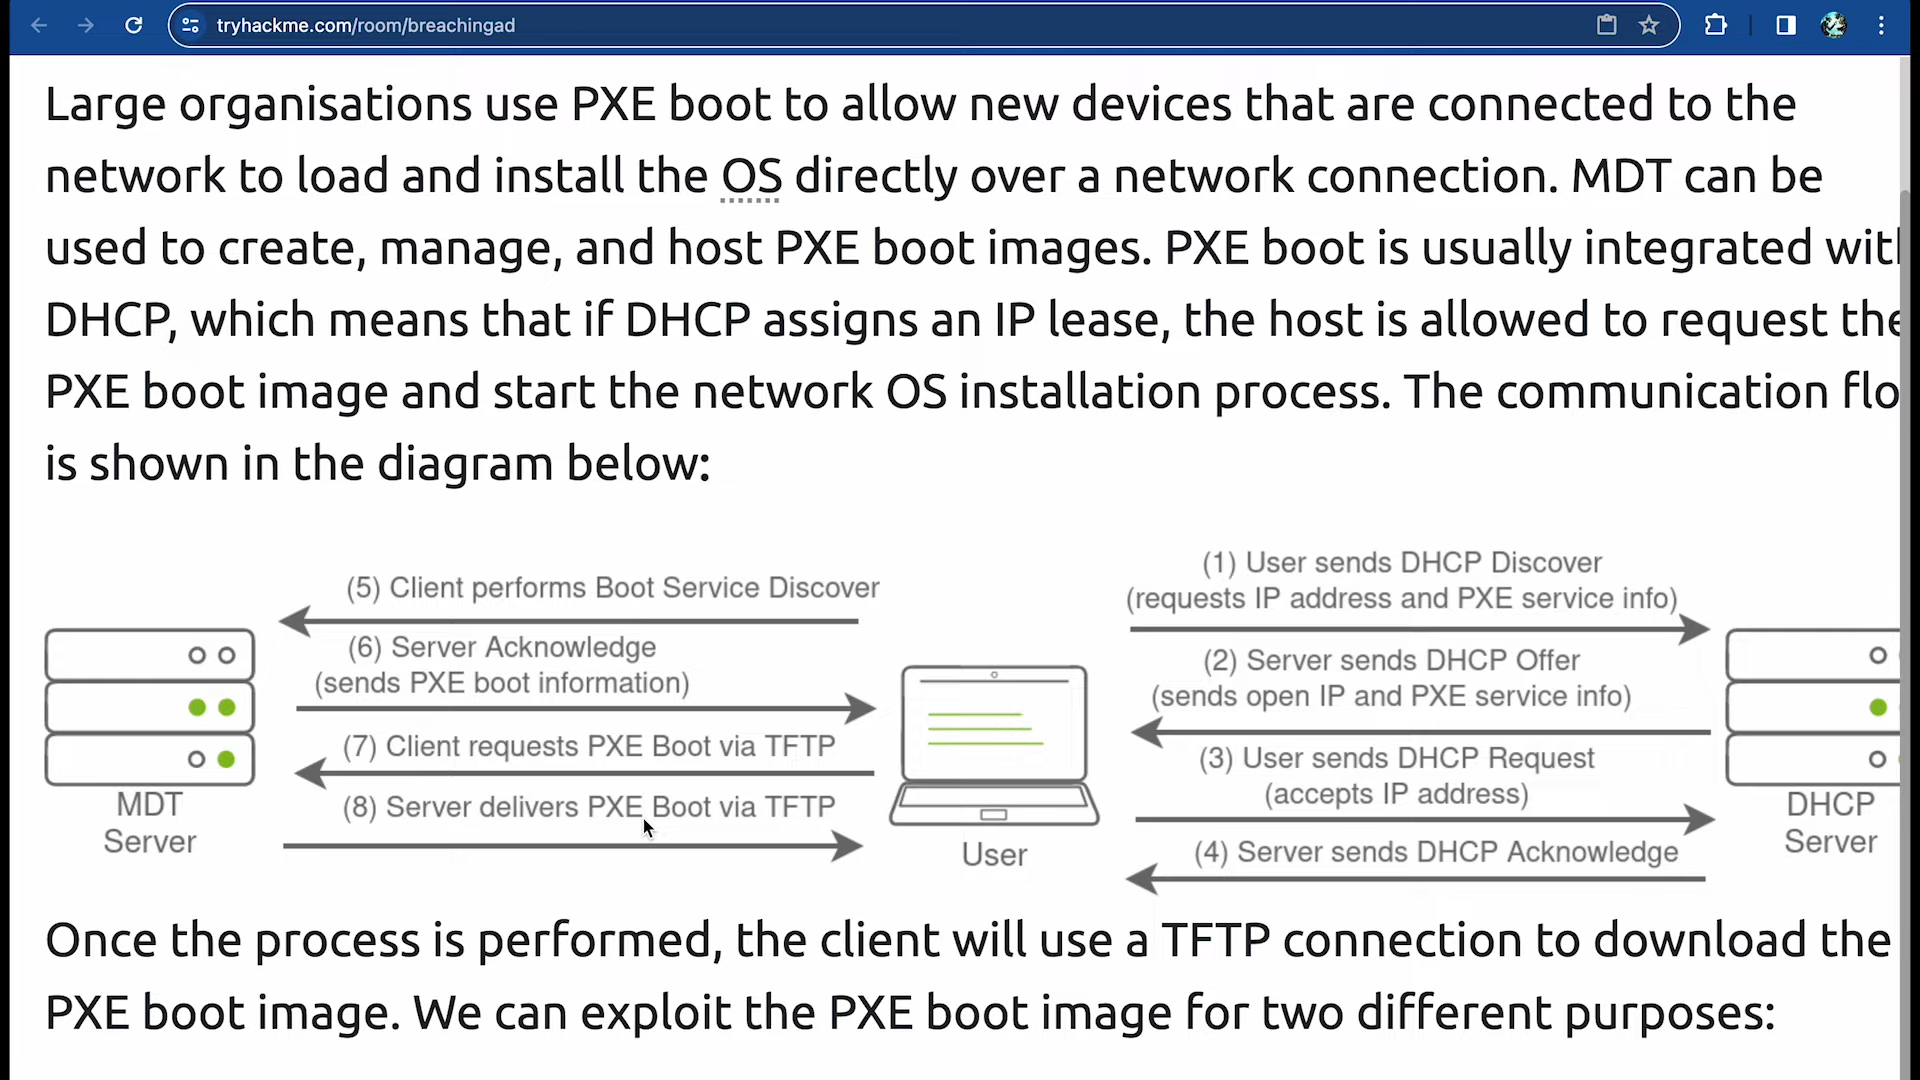 tryhackme.com/room/breachingad
Large organisations use PXE boot to allow new devices that are connected to the
network to load and install the OS directly over a network connection. MDT can be
used to create, manage, and host PXE boot images. PXE boot is usually integrated wit
DHCP, which means that if DHCP assigns an IP lease, the host is allowed to request the
PXE boot image and start the network OS installation process. The communication flo
is shown in the diagram below:
(5) Client performs Boot Service Discover
(6) Server Acknowledge
(sends PXE boot information)
(7) Client requests PXE Boot via TFTP
(8) Server delivers PXE Boot via TFTP
MDT
Server
User
(1) User sends DHCP Discover
(requests IP address and PXE service info)
(2) Server sends DHCP Offer
(sends open IP and PXE service info)
(3) User sends DHCP Request
(accepts IP address)
(4) Server sends DHCP Acknowledge
DHCP
Server
Once the process is performed, the client will use a TFTP connection to download the
PXE boot image. We can exploit the PXE boot image for two different purposes: